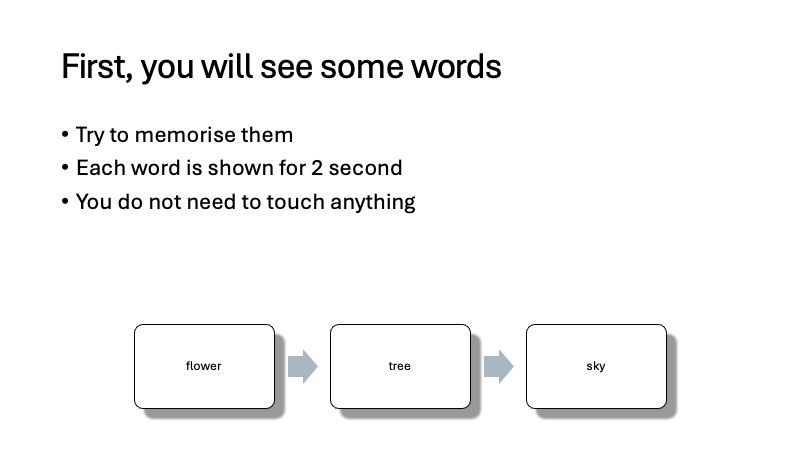 First, you will see some words
• Try to memorise them
• Each word is shown for 2 second
• You do not need to touch anything
flower
tree
sky